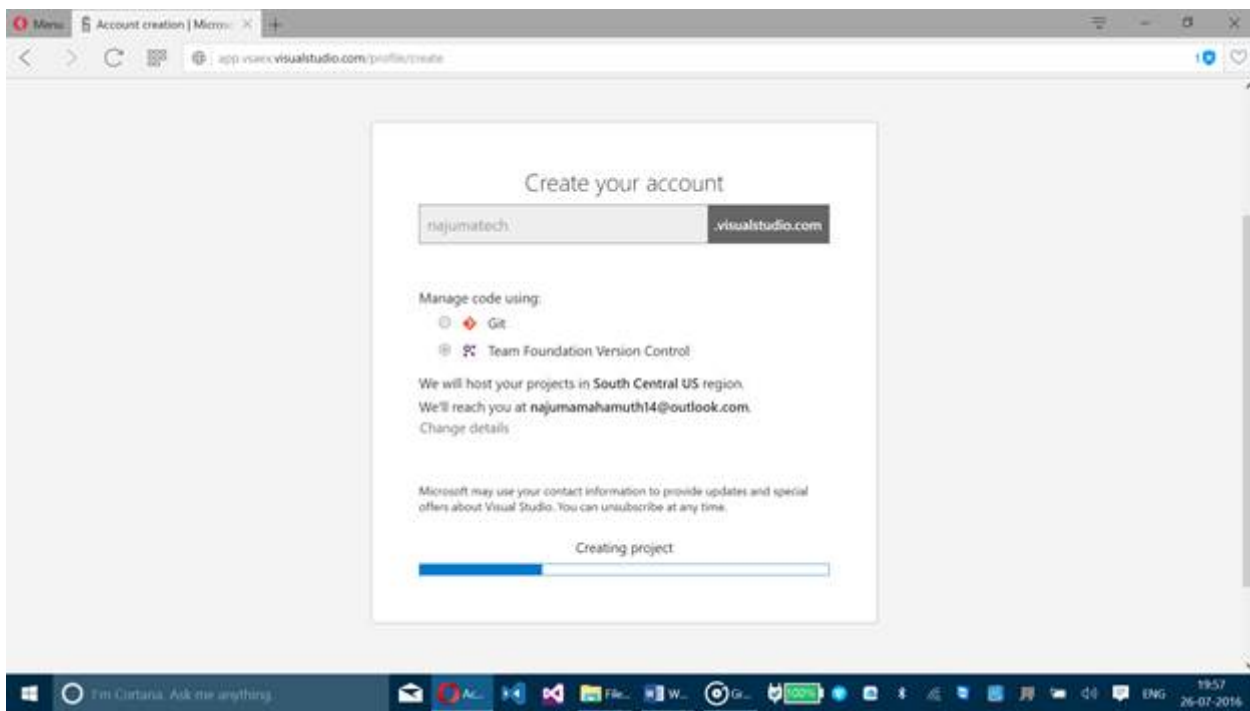 Menu
Account creation | Micros
app.vsaex.visualstudio.com/profile/create
1
Create your account
najumatech
.visualstudio.com
Manage code using:
Git
Team Foundation Version Control
We will host your projects in South Central US region.
We'll reach you at najumamahamuth14@outlook.com.
Change details
Microsoft may use your contact information to provide updates and special
offers about Visual Studio. You can unsubscribe at any time.
Creating project
I'm Cortana. Ask me anything.
Ac...
File...
W...
G...
100%
ENG
19:57
26-07-2016